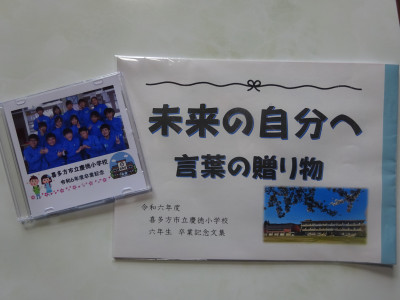 喜多方市立慶徳小学校
令和6年度卒業記念
未来の自分へ
言葉の贈り物
令和六年度
喜多方市立慶徳小学校
六年生 卒業記念文集